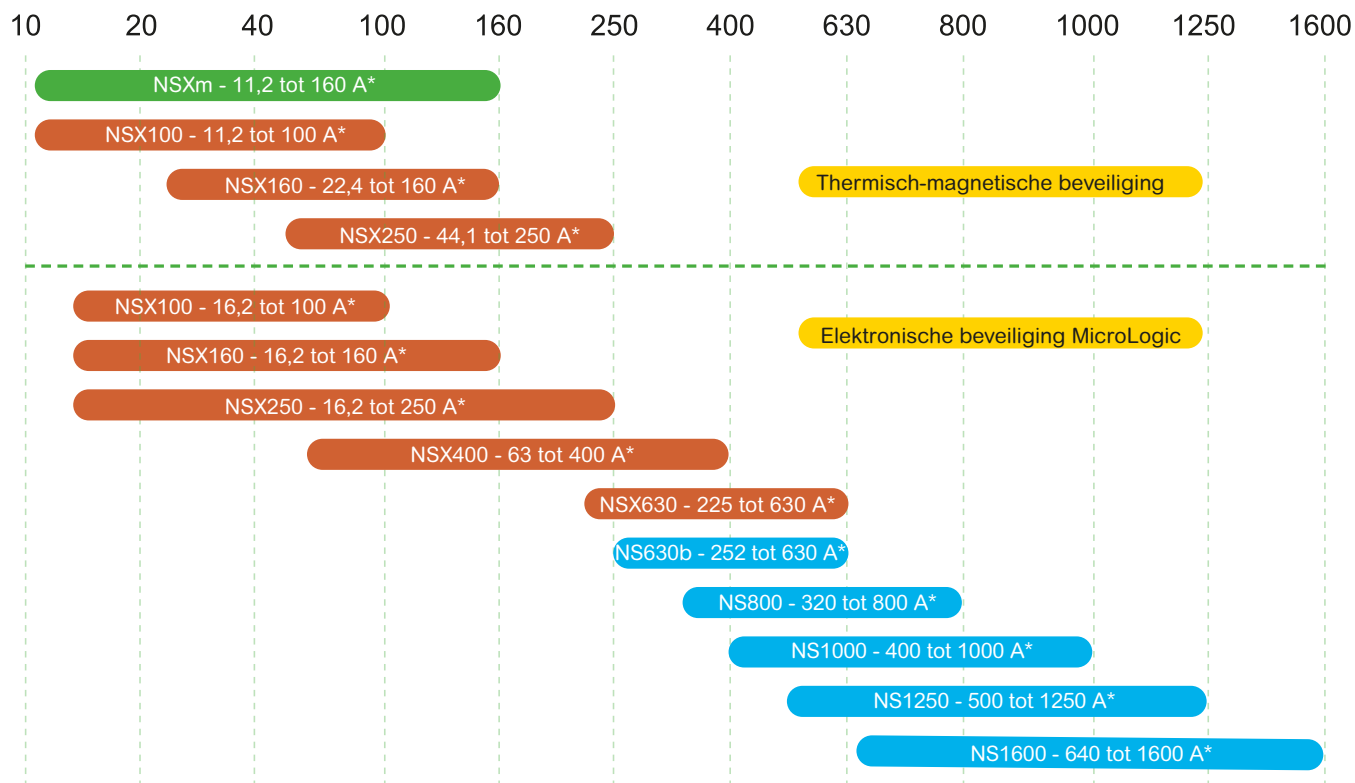 10 20 40 100 160 250 400 630 800 1000 1250 1600
NSXm - 11,2 tot 160 A*
NSX100 - 11,2 tot 100 A*
NSX160 - 22,4 tot 160 A*
Thermisch-magnetische beveiliging
NSX250 - 44,1 tot 250 A*
NSX100 - 16,2 tot 100 A*
Elektronische beveiliging MicroLogic
NSX160 - 16,2 tot 160 A*
NSX250 - 16,2 tot 250 A*
NSX400 - 63 tot 400 A*
NSX630 - 225 tot 630 A*
NS630b - 252 tot 630 A*
NS800 - 320 tot 800 A*
NS1000 - 400 tot 1000 A*
NS1250 - 500 tot 1250 A*
NS1600 - 640 tot 1600 A*